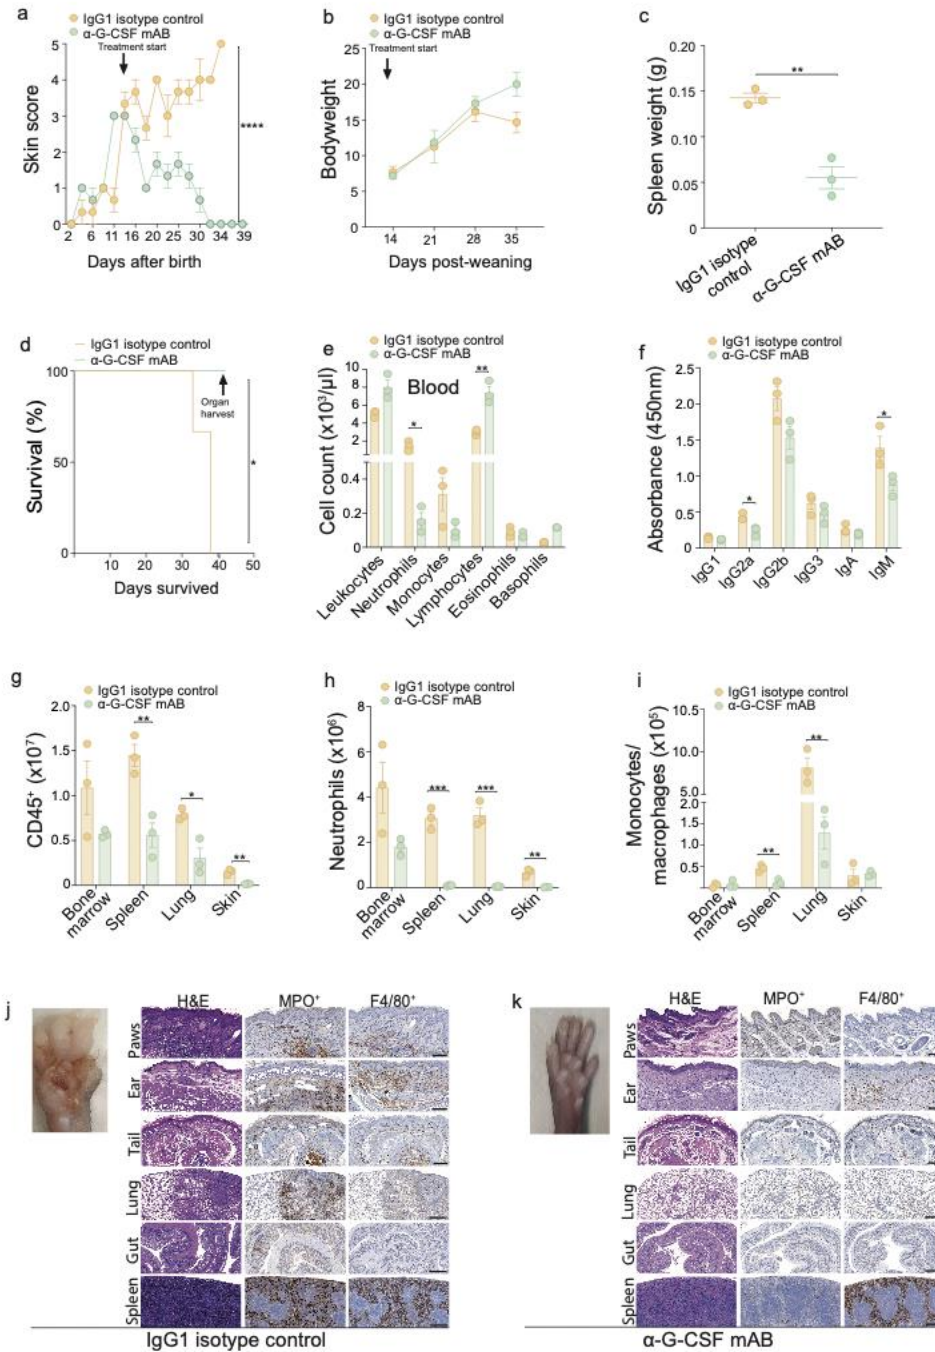 a
IgG1 isotype control
α-G-CSF mAB
Treatment start
Skin score
5
4
3
2
1
0
****
2 6 11 16 20 25 30 34 39
Days after birth
b
IgG1 isotype control
α-G-CSF mAB
Treatment start
Bodyweight
25
20
15
10
5
0
14 21 28 35
Days post-weaning
c
Spleen weight (g)
0.20
0.15
0.10
0.05
0
**
IgG1 isotype
control
α-G-CSF mAB
d
IgG1 isotype control
α-G-CSF mAB
Survival (%)
100
50
0
Organ
harvest
*
10 20 30 40 50
Days survived
e
IgG1 isotype control
α-G-CSF mAB
Blood
Cell count (x10³/µl)
10
8
6
4
2
0.4
0.2
0
*
**
Leukocytes
Neutrophils
Monocytes
Lymphocytes
Eosinophils
Basophils
f
IgG1 isotype control
α-G-CSF mAB
Absorbance (450nm)
2.5
2.0
1.5
1.0
0.5
0
*
*
IgG1
IgG2a
IgG2b
IgG3
IgA
IgM
g
IgG1 isotype control
α-G-CSF mAB
CD45⁺ (x10⁷)
2.0
1.5
1.0
0.5
0
**
*
**
Bone
marrow
Spleen
Lung
Skin
h
IgG1 isotype control
α-G-CSF mAB
Neutrophils (x10⁶)
8
6
4
2
0
***
***
**
Bone
marrow
Spleen
Lung
Skin
i
IgG1 isotype control
α-G-CSF mAB
Monocytes/
macrophages (x10⁵)
10.5
10.0
5.0
2.0
1.5
1.0
0.5
**
**
Bone
marrow
Spleen
Lung
Skin
j
H&E MPO⁺ F4/80⁺
Paws
Ear
Tail
Lung
Gut
Spleen
IgG1 isotype control
k
H&E MPO⁺ F4/80⁺
Paws
Ear
Tail
Lung
Gut
Spleen
α-G-CSF mAB